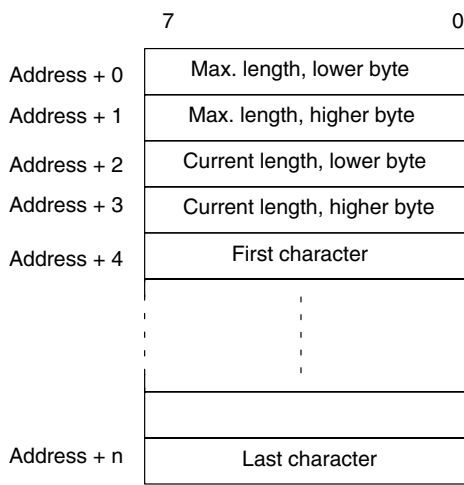 7 0
Address + 0 Max. length, lower byte
Address + 1 Max. length, higher byte
Address + 2 Current length, lower byte
Address + 3 Current length, higher byte
Address + 4 First character
Address + n Last character